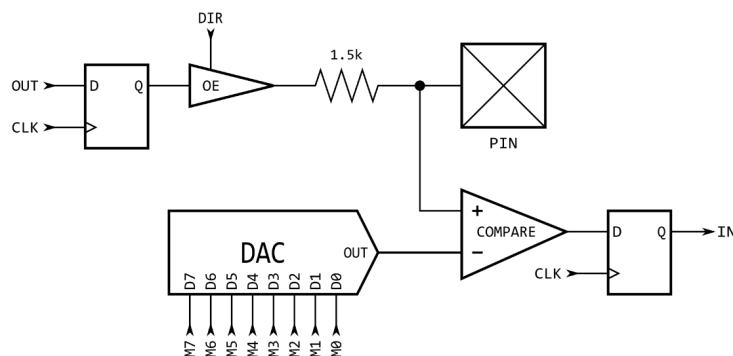 DIR
1.5k
OUT
D
Q
OE
CLK
PIN
+
COMPARE
−
D
Q
IN
CLK
DAC
OUT
D7 D6 D5 D4 D3 D2 D1 D0
M7 M6 M5 M4 M3 M2 M1 M0